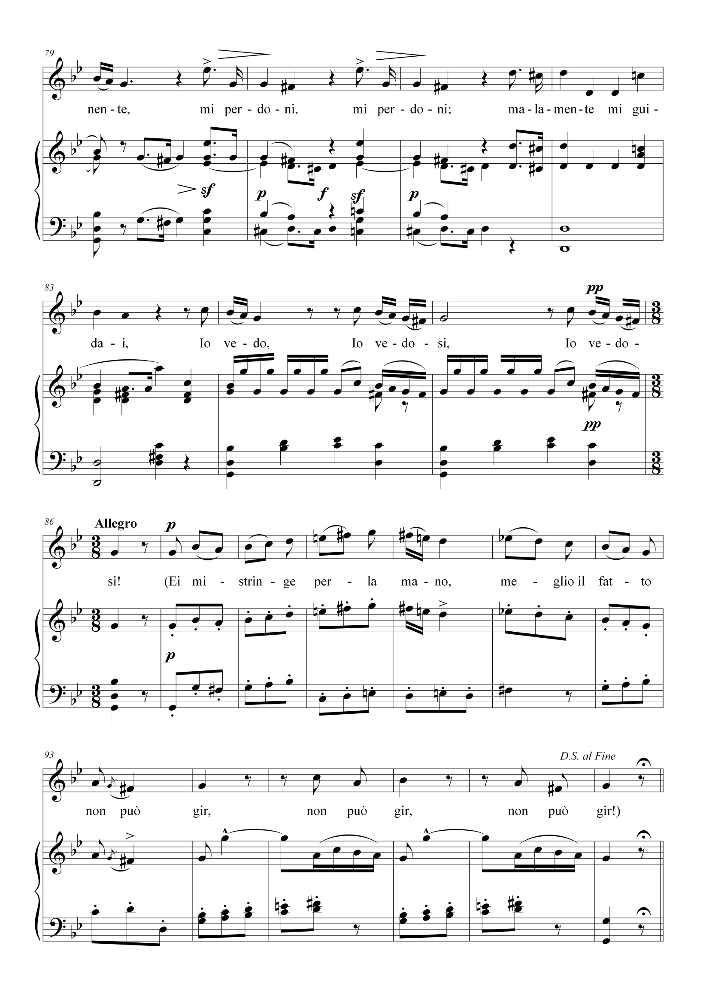 79
nen - te, mi per - do - ni, mi per - do - ni; ma - la - men - te mi gui -
sf p f sf p
83
pp
da - i, Io ve - do, Io ve - do - si, Io ve - do -
pp
86 Allegro p
si! (Ei mi - strin - ge per - la ma - no, me - glio il fat - to
p
93 D.S. al Fine
non può gir, non può gir, non può gir!)